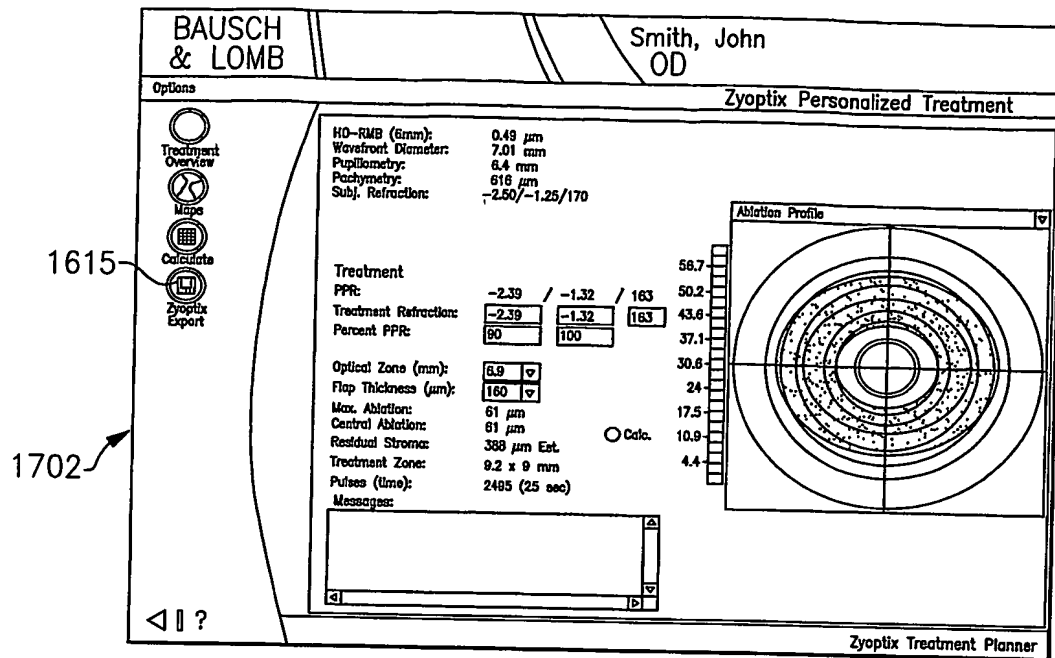 BAUSCH
& LOMB
Smith, John
OD
Options
Zyoptix Personalized Treatment
Treatment
Overview
Maps
Calculate
Zyoptix
Export
1615
1702
HO-RMB (6mm): 0.49 µm
Wavefront Diameter: 7.01 mm
Pupillometry: 6.4 mm
Pachymetry: 616 µm
Subj. Refraction: -2.50/-1.25/170
Treatment
PPR: -2.39 / -1.32 / 163
Treatment Refraction: -2.39 -1.32 163
Percent PPR: 90 100
Optical Zone (mm): 6.9
Flap Thickness (µm): 160
Max. Ablation: 61 µm
Central Ablation: 61 µm
Residual Stroma: 388 µm Est.
Treatment Zone: 9.2 x 9 mm
Pulses (time): 2495 (25 sec)
Calc.
Messages:
Ablation Profile
56.7
50.2
43.6
37.1
30.6
24
17.5
10.9
4.4
?
Zyoptix Treatment Planner